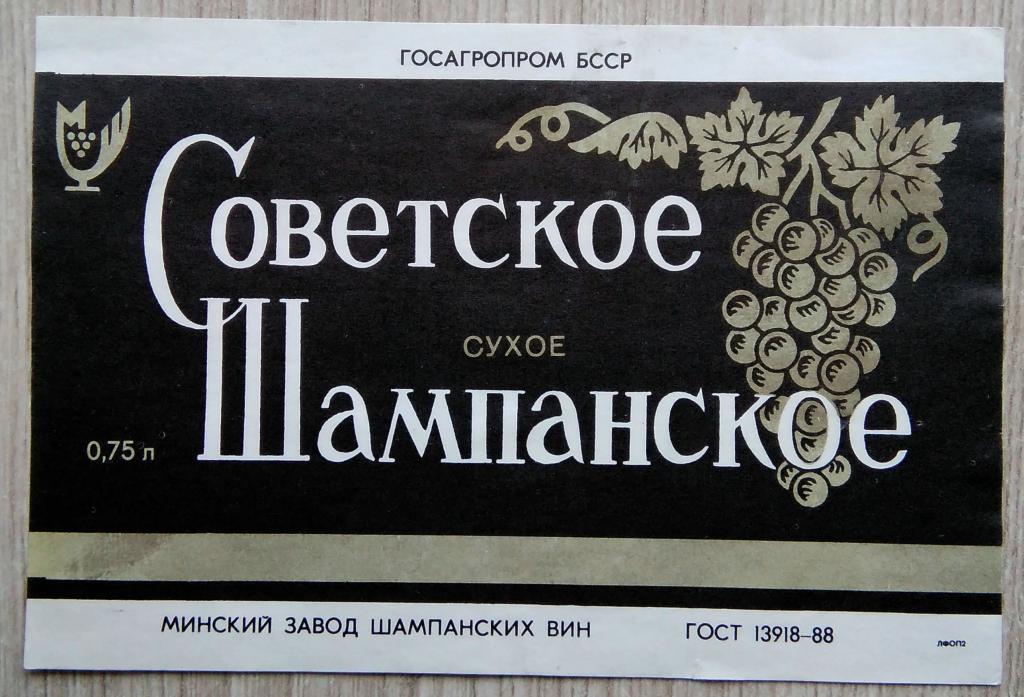 ГОСАГРОПРОМ БССР
Советское
СУХОЕ
Шампанское
0,75 л
МИНСКИЙ ЗАВОД ШАМПАНСКИХ ВИН
ГОСТ 13918-88
ЛФОП2